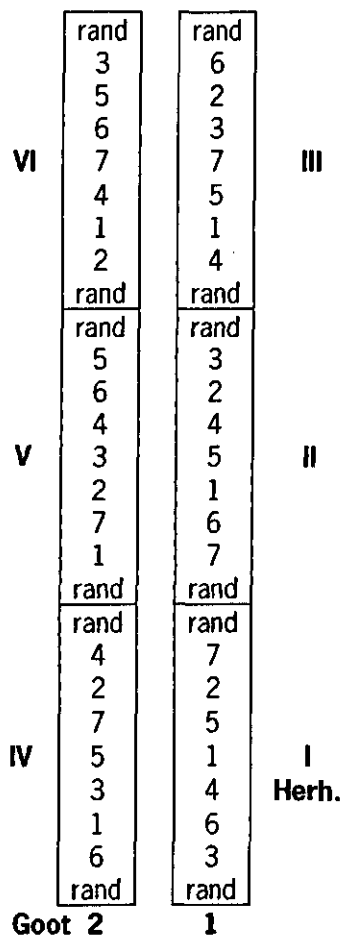 rand rand
3 6
5 2
6 3
VI 7 7 III
4 5
1 1
2 4
rand rand
rand rand
5 3
6 2
4 4
V 3 5 II
2 1
7 6
1 7
rand rand
rand rand
4 7
2 2
7 5
IV 5 1 I
3 4 Herh.
1 6
6 3
rand rand
Goot 2 1